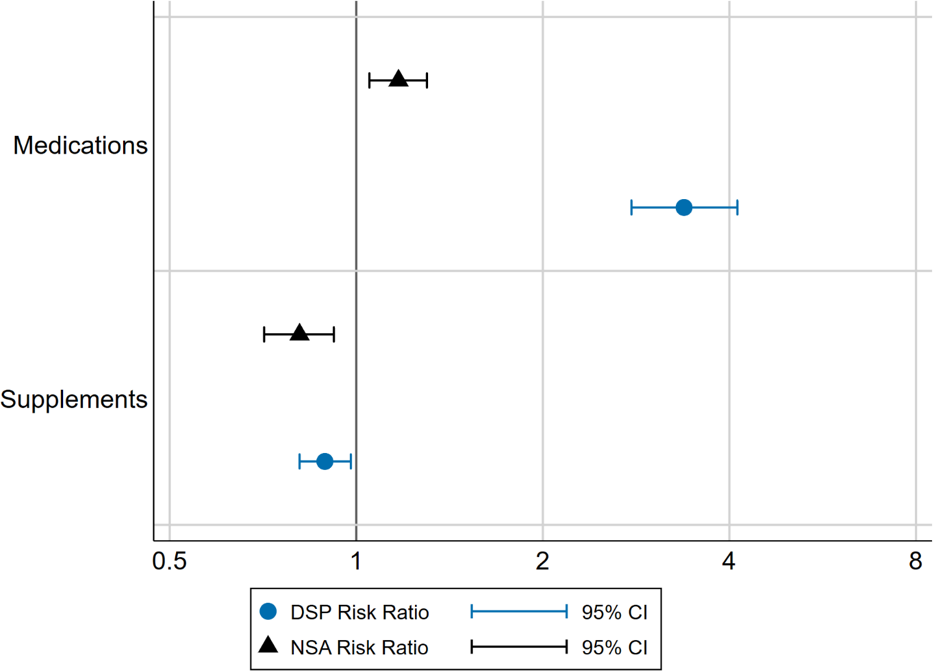 Medications
Supplements
0.5 1 2 4 8
DSP Risk Ratio 95% CI
NSA Risk Ratio 95% CI